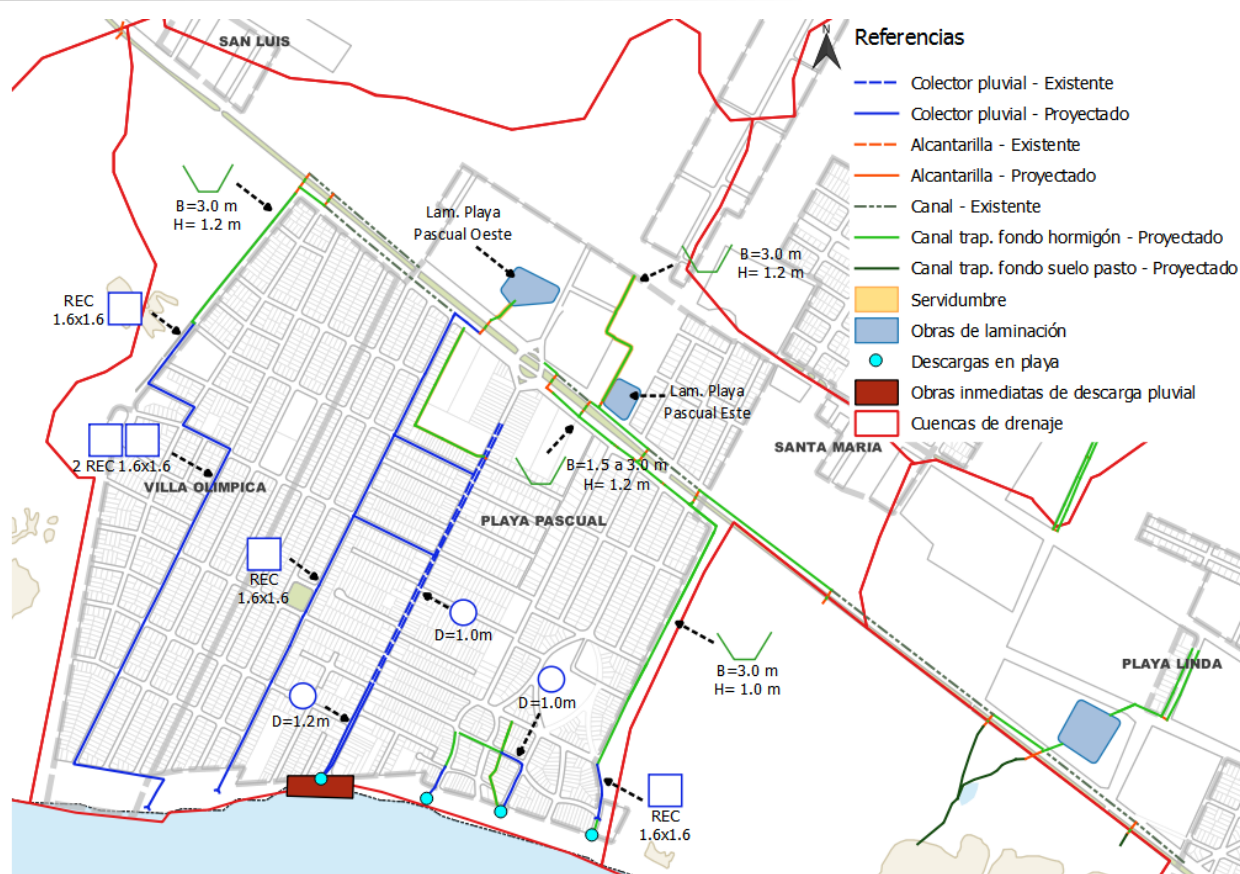 SAN LUIS
N
Referencias
Colector pluvial - Existente
Colector pluvial - Proyectado
Alcantarilla - Existente
Alcantarilla - Proyectado
Canal - Existente
Canal trap. fondo hormigón - Proyectado
Canal trap. fondo suelo pasto - Proyectado
Servidumbre
Obras de laminación
Descargas en playa
Obras inmediatas de descarga pluvial
Cuencas de drenaje
B=3.0 m
H= 1.2 m
Lam. Playa
Pascual Oeste
B=3.0 m
H= 1.2 m
REC
1.6x1.6
Lam. Playa
Pascual Este
2 REC 1.6x1.6
VILLA OLIMPICA
B=1.5 a 3.0 m
H= 1.2 m
SANTA MARIA
PLAYA PASCUAL
REC
1.6x1.6
D=1.0m
B=3.0 m
H= 1.0 m
PLAYA LINDA
D=1.2m
D=1.0m
REC
1.6x1.6